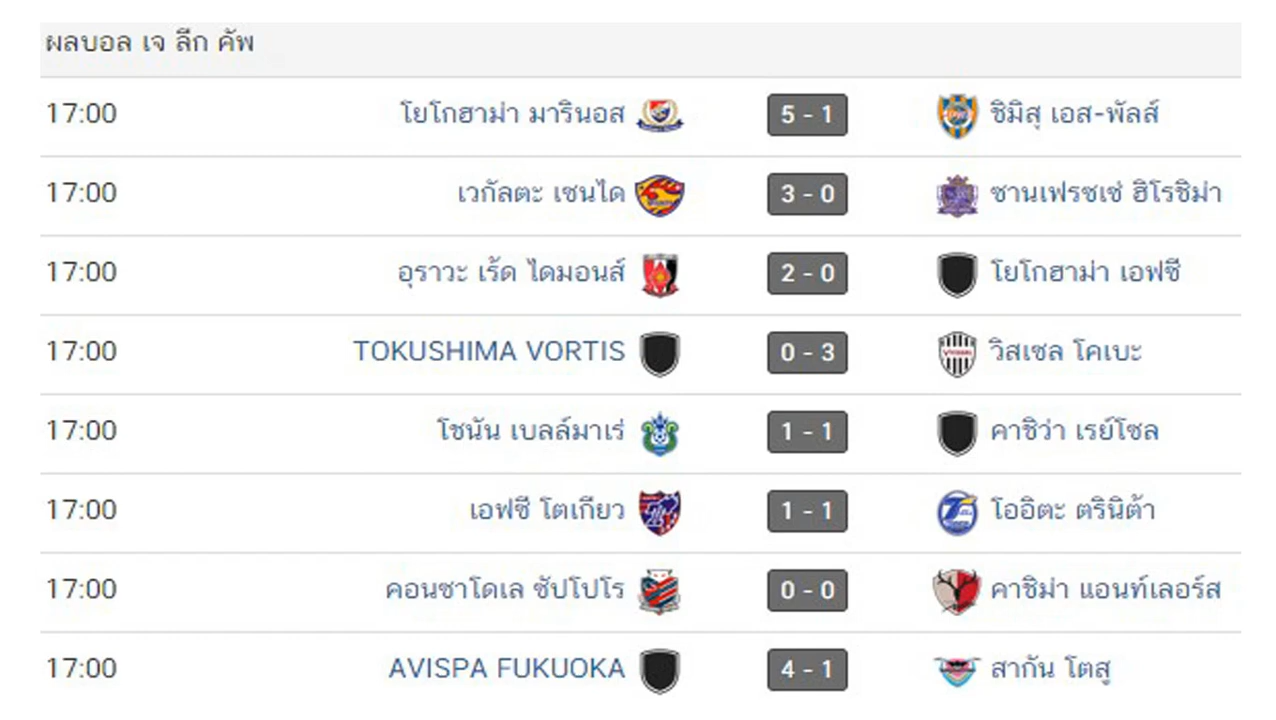 ผลบอล เจ ลีก คัพ
17:00 โยโกฮาม่า มารินอส 5 - 1 ชิมิสุ เอส-พัลส์
17:00 เวกัลตะ เซนได 3 - 0 ซานเฟรซเซ่ ฮิโรชิม่า
17:00 อุราวะ เร้ด ไดมอนส์ 2 - 0 โยโกฮาม่า เอฟซี
17:00 TOKUSHIMA VORTIS 0 - 3 วิสเซล โคเบะ
17:00 โชนัน เบลล์มาเร่ 1 - 1 คาชิว่า เรย์โซล
17:00 เอฟซี โตเกียว 1 - 1 โออิตะ ตรินิต้า
17:00 คอนซาโดเล ซัปโปโร 0 - 0 คาชิม่า แอนท์เลอร์ส
17:00 AVISPA FUKUOKA 4 - 1 สากัน โตสุ